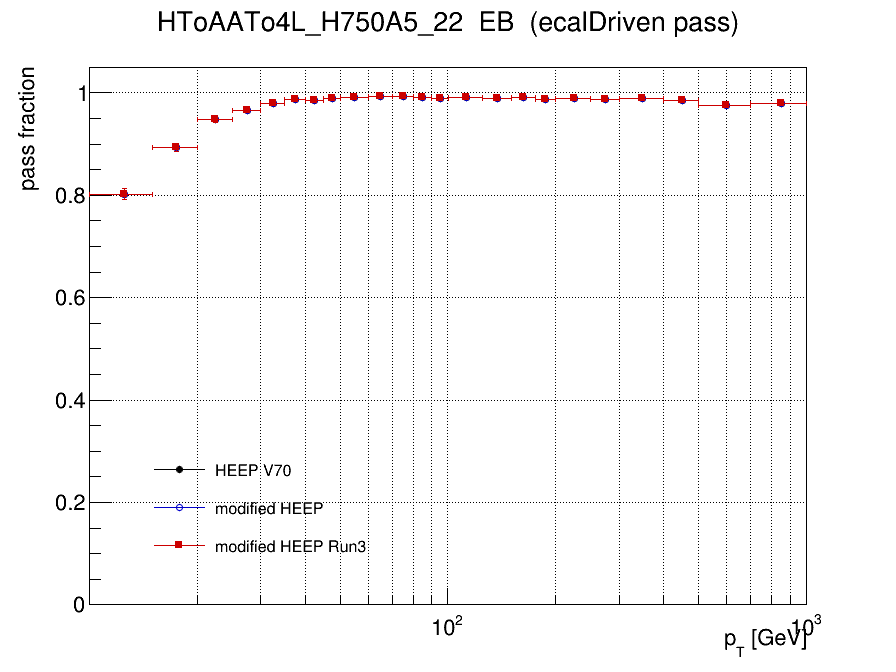 HToAATo4L_H750A5_22 EB (ecalDriven pass)
pass fraction
1
0.8
0.6
0.4
0.2
0
HEEP V70
modified HEEP
modified HEEP Run3
10²
10³
p_T [GeV]